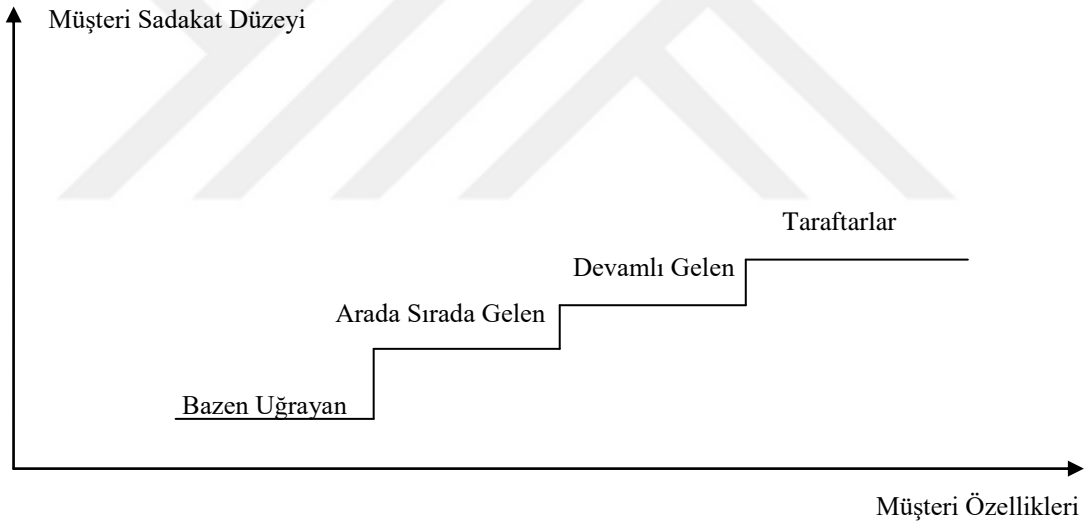 Müşteri Sadakat Düzeyi
Taraftarlar
Devamlı Gelen
Arada Sırada Gelen
Bazen Uğrayan
Müşteri Özellikleri